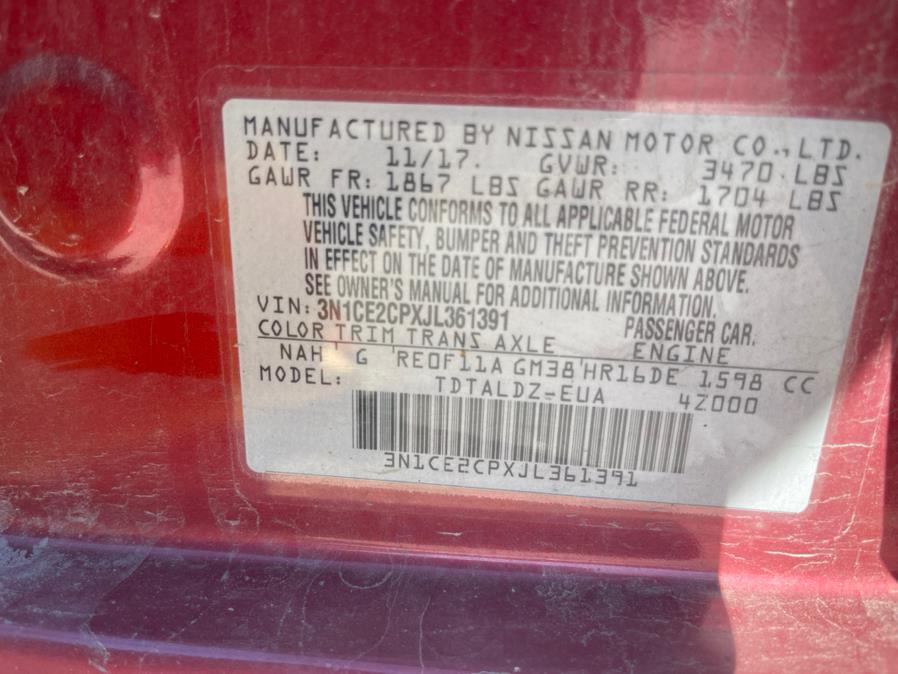 MANUFACTURED BY NISSAN MOTOR CO.,LTD.
DATE: 11/17. GVWR: 3470 LBS
GAWR FR: 1867 LBS GAWR RR: 1704 LBS
THIS VEHICLE CONFORMS TO ALL APPLICABLE FEDERAL MOTOR
VEHICLE SAFETY, BUMPER AND THEFT PREVENTION STANDARDS
IN EFFECT ON THE DATE OF MANUFACTURE SHOWN ABOVE.
SEE OWNER'S MANUAL FOR ADDITIONAL INFORMATION.
VIN: 3N1CE2CPXJL361391 PASSENGER CAR.
COLOR TRIM TRANS AXLE ENGINE
NAH G RE0F11A GM38 HR16DE 1598 CC
MODEL: TDTALDZ-EUA 4Z000
3N1CE2CPXJL361391